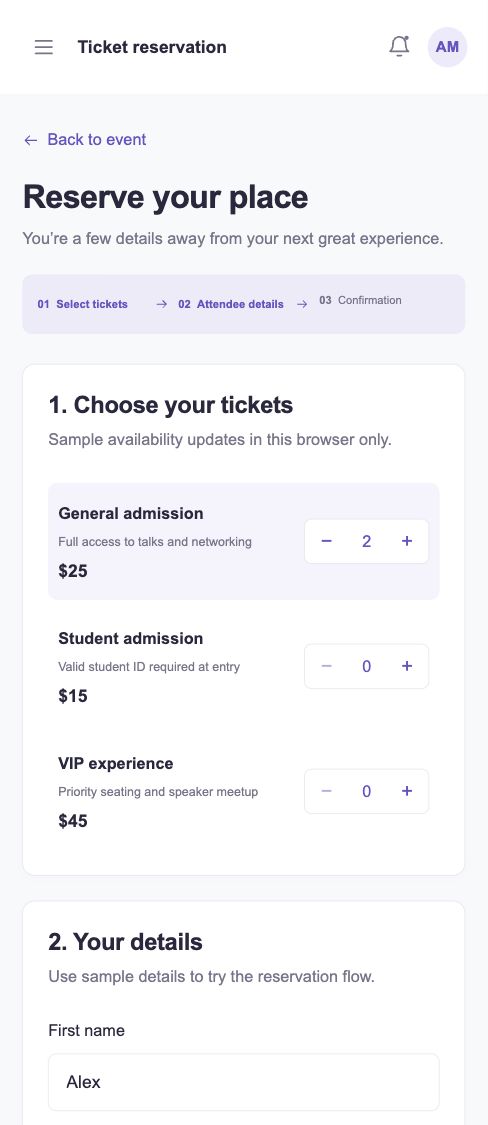 Ticket reservation
AM
← Back to event
Reserve your place
You're a few details away from your next great experience.
01 Select tickets → 02 Attendee details → 03 Confirmation
1. Choose your tickets
Sample availability updates in this browser only.
General admission
Full access to talks and networking
$25
− 2 +
Student admission
Valid student ID required at entry
$15
− 0 +
VIP experience
Priority seating and speaker meetup
$45
− 0 +
2. Your details
Use sample details to try the reservation flow.
First name
Alex